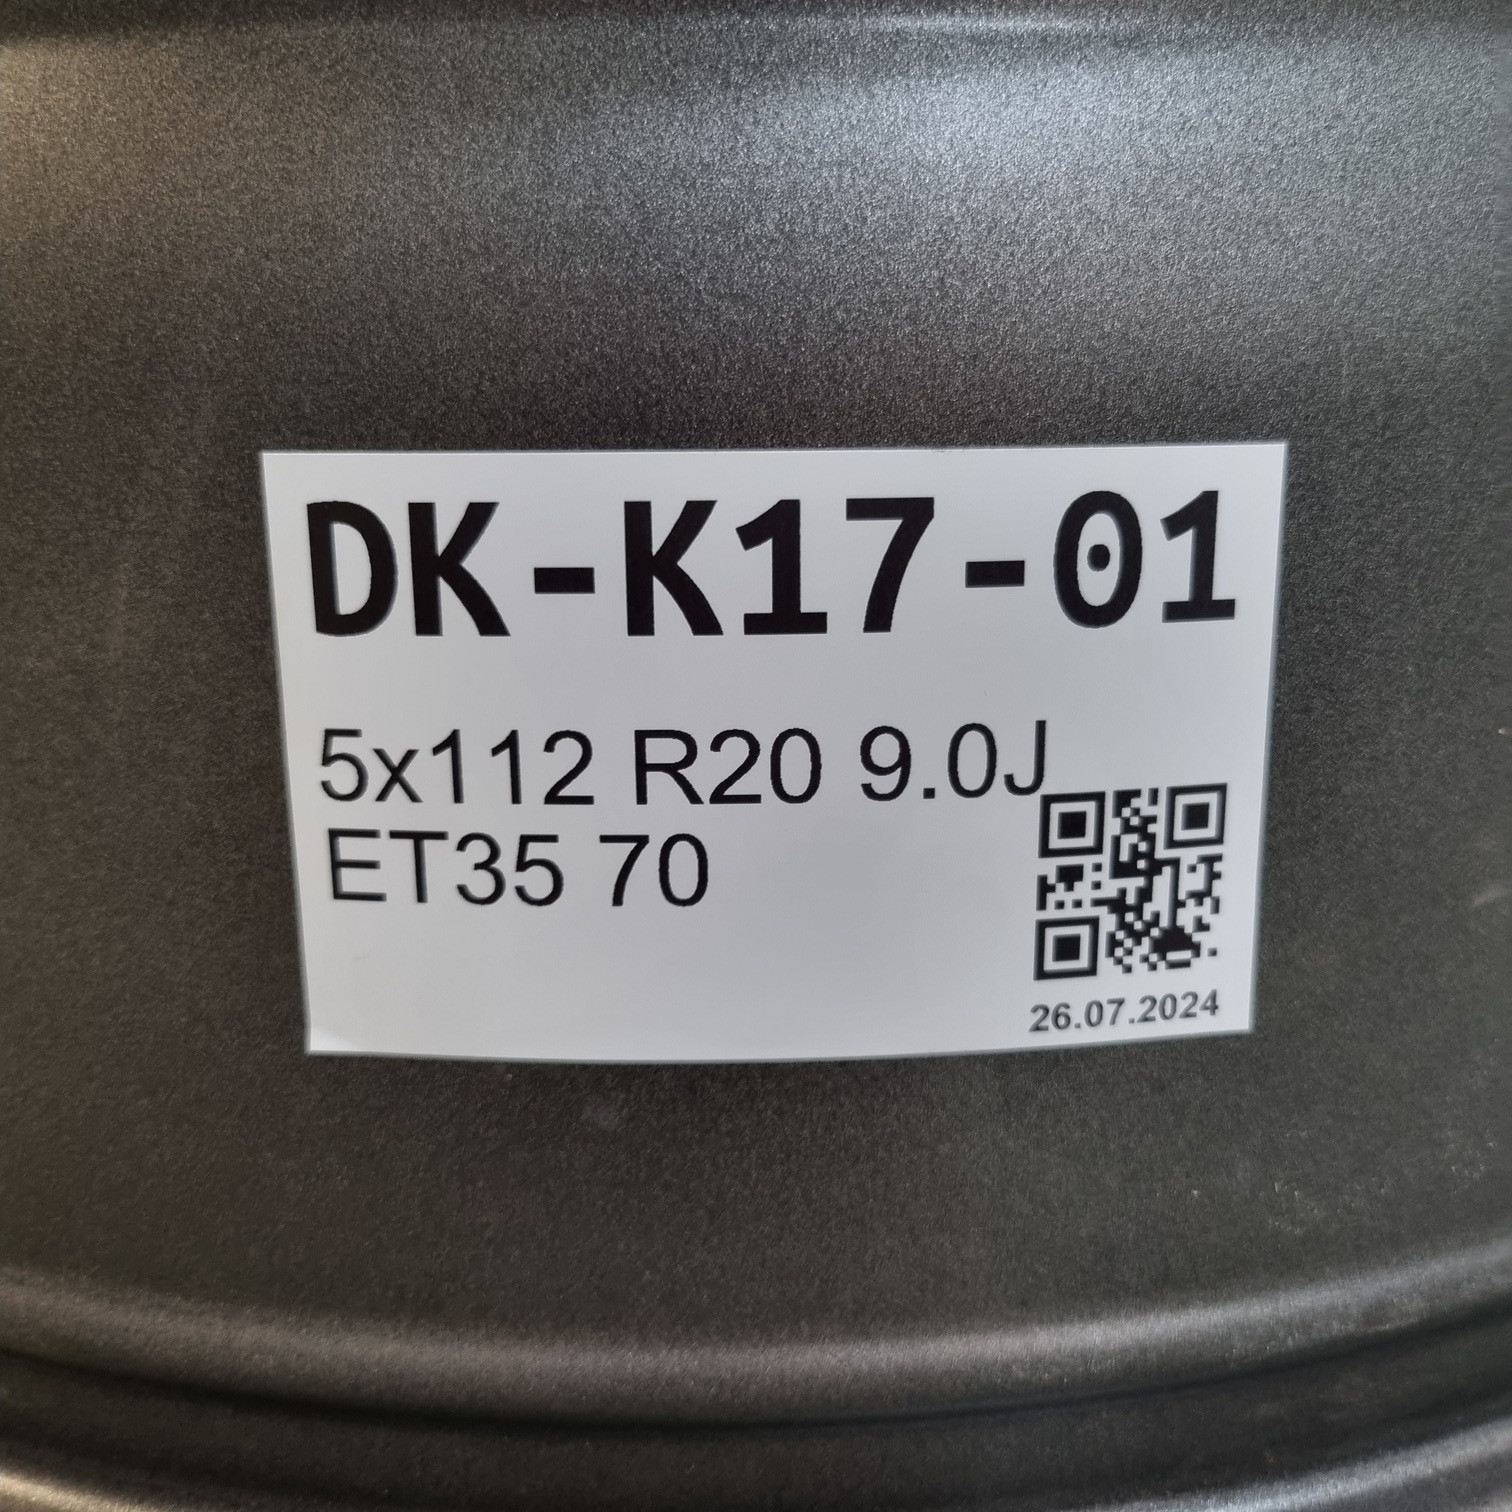 DK-K17-01
5x112 R20 9.0J
ET35 70
26.07.2024